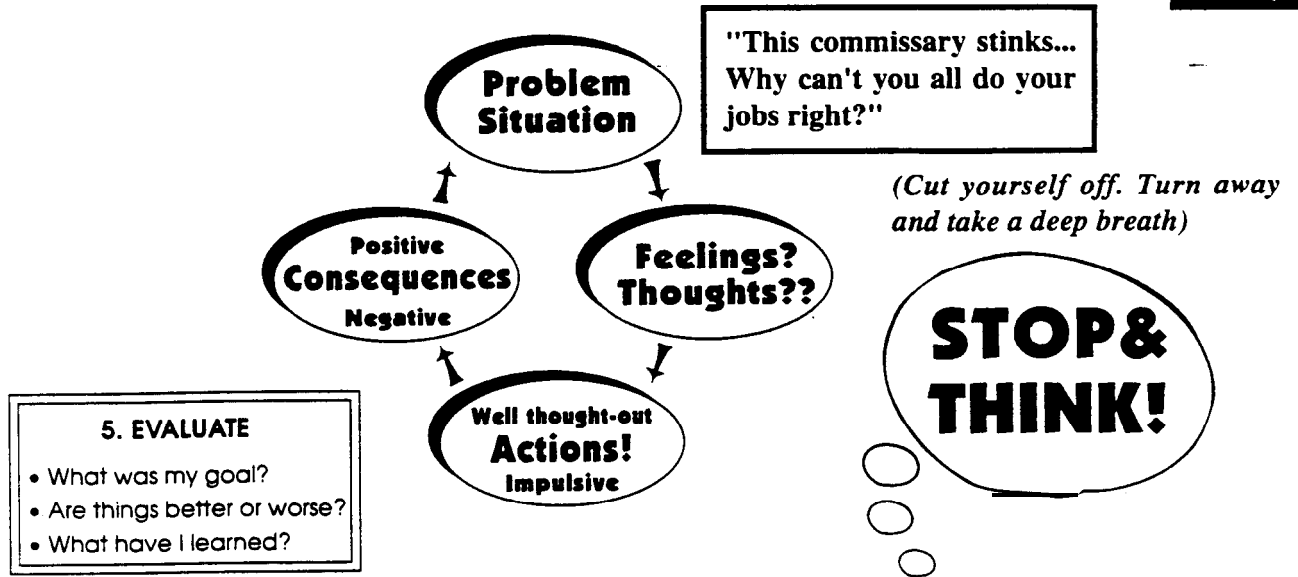 "This commissary stinks...
Why can't you all do your
jobs right?"
Problem
Situation
(Cut yourself off. Turn away
and take a deep breath)
Feelings?
Thoughts??
Positive
Consequences
Negative
STOP&
THINK!
Well thought-out
Actions!
Impulsive
5. EVALUATE
• What was my goal?
• Are things better or worse?
• What have I learned?